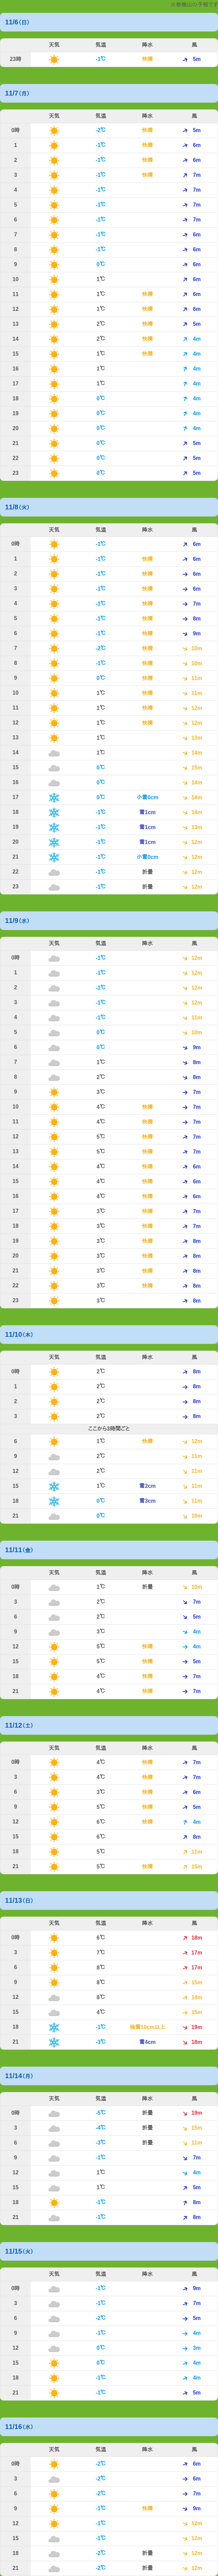 の予報です
11/6(日)
天気 気温 降水 風
23時 -1℃ 快晴 5m
11/7(月)
天気 気温 降水 風
0時 -2℃ 快晴 5m
1 -1℃ 快晴 6m
2 -1℃ 快晴 6m
3 -1℃ 快晴 7m
4 -1℃ 7m
5 -1℃ 7m
6 -1℃ 7m
7 -1℃ 6m
8 -1℃ 6m
9 0℃ 6m
10 1℃ 6m
11 1℃ 快晴 6m
12 1℃ 快晴 6m
13 2℃ 快晴 5m
14 2℃ 快晴 4m
15 1℃ 快晴 4m
16 1℃ 4m
17 1℃ 4m
18 0℃ 4m
19 0℃ 4m
20 0℃ 4m
21 0℃ 5m
22 0℃ 5m
23 0℃ 5m
11/8(火)
天気 気温 降水 風
0時 -1℃ 6m
1 -1℃ 快晴 6m
2 -1℃ 快晴 6m
3 -1℃ 快晴 6m
4 -1℃ 快晴 7m
5 -1℃ 快晴 8m
6 -1℃ 快晴 9m
7 -2℃ 快晴 10m
8 -1℃ 快晴 10m
9 0℃ 快晴 11m
10 1℃ 快晴 11m
11 1℃ 快晴 12m
12 1℃ 快晴 12m
13 1℃ 13m
14 1℃ 14m
15 0℃ 15m
16 0℃ 14m
17 0℃ 小雪0cm 14m
18 -1℃ 雪1cm 14m
19 -1℃ 雪1cm 13m
20 -1℃ 雪1cm 12m
21 -1℃ 小雪0cm 12m
22 -1℃ 折畳 12m
23 -1℃ 折畳 12m
11/9(水)
天気 気温 降水 風
0時 -1℃ 12m
1 -1℃ 12m
2 -1℃ 12m
3 -1℃ 12m
4 -1℃ 11m
5 0℃ 10m
6 0℃ 9m
7 1℃ 8m
8 2℃ 8m
9 3℃ 7m
10 4℃ 快晴 7m
11 4℃ 快晴 7m
12 5℃ 快晴 7m
13 5℃ 快晴 7m
14 4℃ 快晴 6m
15 4℃ 快晴 6m
16 4℃ 快晴 6m
17 3℃ 快晴 7m
18 3℃ 快晴 7m
19 3℃ 快晴 8m
20 3℃ 快晴 8m
21 3℃ 快晴 8m
22 3℃ 快晴 8m
23 3℃ 8m
11/10(木)
天気 気温 降水 風
0時 2℃ 8m
1 2℃ 8m
2 2℃ 8m
3 2℃ 8m
ここから3時間ごと
6 1℃ 快晴 12m
9 2℃ 11m
12 2℃ 11m
15 1℃ 雪2cm 11m
18 0℃ 雪3cm 11m
21 0℃ 10m
11/11(金)
天気 気温 降水 風
0時 1℃ 折畳 10m
3 2℃ 7m
6 2℃ 5m
9 3℃ 4m
12 5℃ 快晴 4m
15 5℃ 快晴 5m
18 4℃ 快晴 7m
21 4℃ 快晴 7m
11/12(土)
天気 気温 降水 風
0時 4℃ 快晴 7m
3 4℃ 快晴 7m
6 3℃ 快晴 6m
9 5℃ 快晴 5m
12 6℃ 快晴 4m
15 6℃ 8m
18 5℃ 快晴 11m
21 5℃ 快晴 15m
11/13(日)
天気 気温 降水 風
0時 6℃ 18m
3 7℃ 17m
6 8℃ 17m
9 8℃ 15m
12 8℃ 14m
15 4℃ 15m
18 -1℃ 強雪10cm以上 19m
21 -3℃ 雪4cm 18m
11/14(月)
天気 気温 降水 風
0時 -5℃ 折畳 19m
3 -4℃ 折畳 15m
6 -3℃ 折畳 11m
9 -1℃ 7m
12 1℃ 4m
15 1℃ 5m
18 -1℃ 8m
21 -1℃ 8m
11/15(火)
天気 気温 降水 風
0時 -1℃ 9m
3 -1℃ 7m
6 -2℃ 5m
9 -1℃ 4m
12 0℃ 3m
15 0℃ 4m
18 -1℃ 4m
21 -1℃ 5m
11/16(水)
天気 気温 降水 風
0時 -2℃ 6m
3 -2℃ 6m
6 -2℃ 7m
9 -1℃ 快晴 9m
12 -1℃ 12m
15 -1℃ 12m
18 -2℃ 折畳 12m
21 -2℃ 折畳 12m